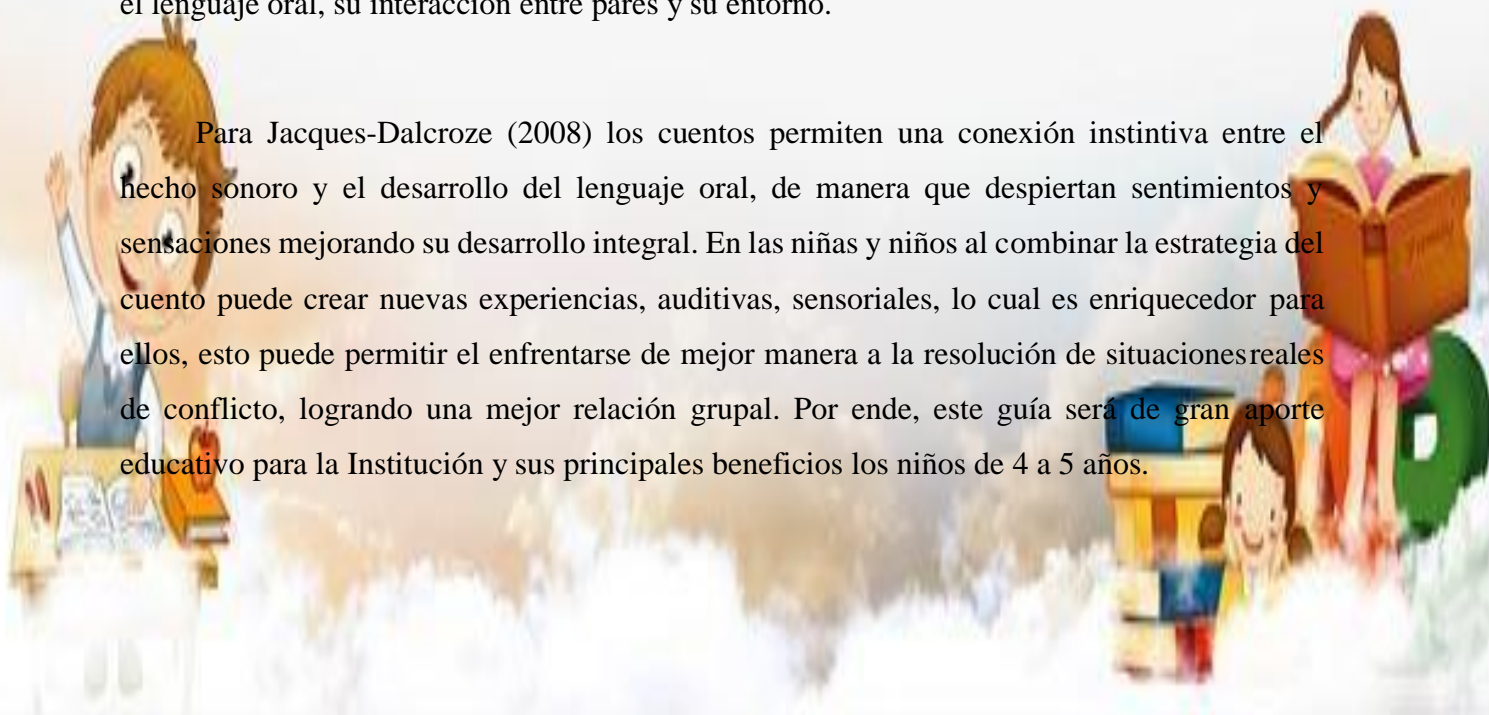 el lenguaje oral, su interacción entre pares y su entorno.
Para Jacques-Dalcroze (2008) los cuentos permiten una conexión instintiva entre el
hecho sonoro y el desarrollo del lenguaje oral, de manera que despiertan sentimientos y
sensaciones mejorando su desarrollo integral. En las niñas y niños al combinar la estrategia del
cuento puede crear nuevas experiencias, auditivas, sensoriales, lo cual es enriquecedor para
ellos, esto puede permitir el enfrentarse de mejor manera a la resolución de situaciones reales
de conflicto, logrando una mejor relación grupal. Por ende, este guía será de gran aporte
educativo para la Institución y sus principales beneficios los niños de 4 a 5 años.